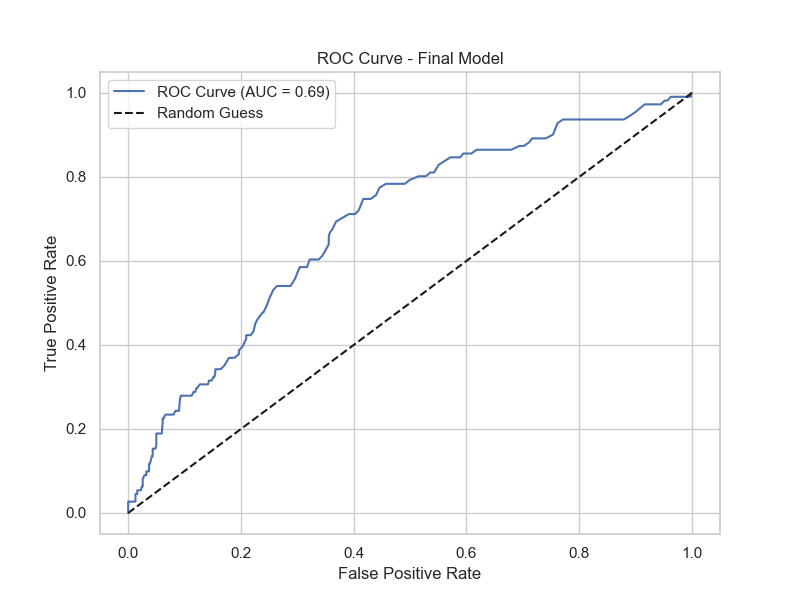 ROC Curve - Final Model
ROC Curve (AUC = 0.69)
Random Guess
True Positive Rate
1.0
0.8
0.6
0.4
0.2
0.0
0.0 0.2 0.4 0.6 0.8 1.0
False Positive Rate